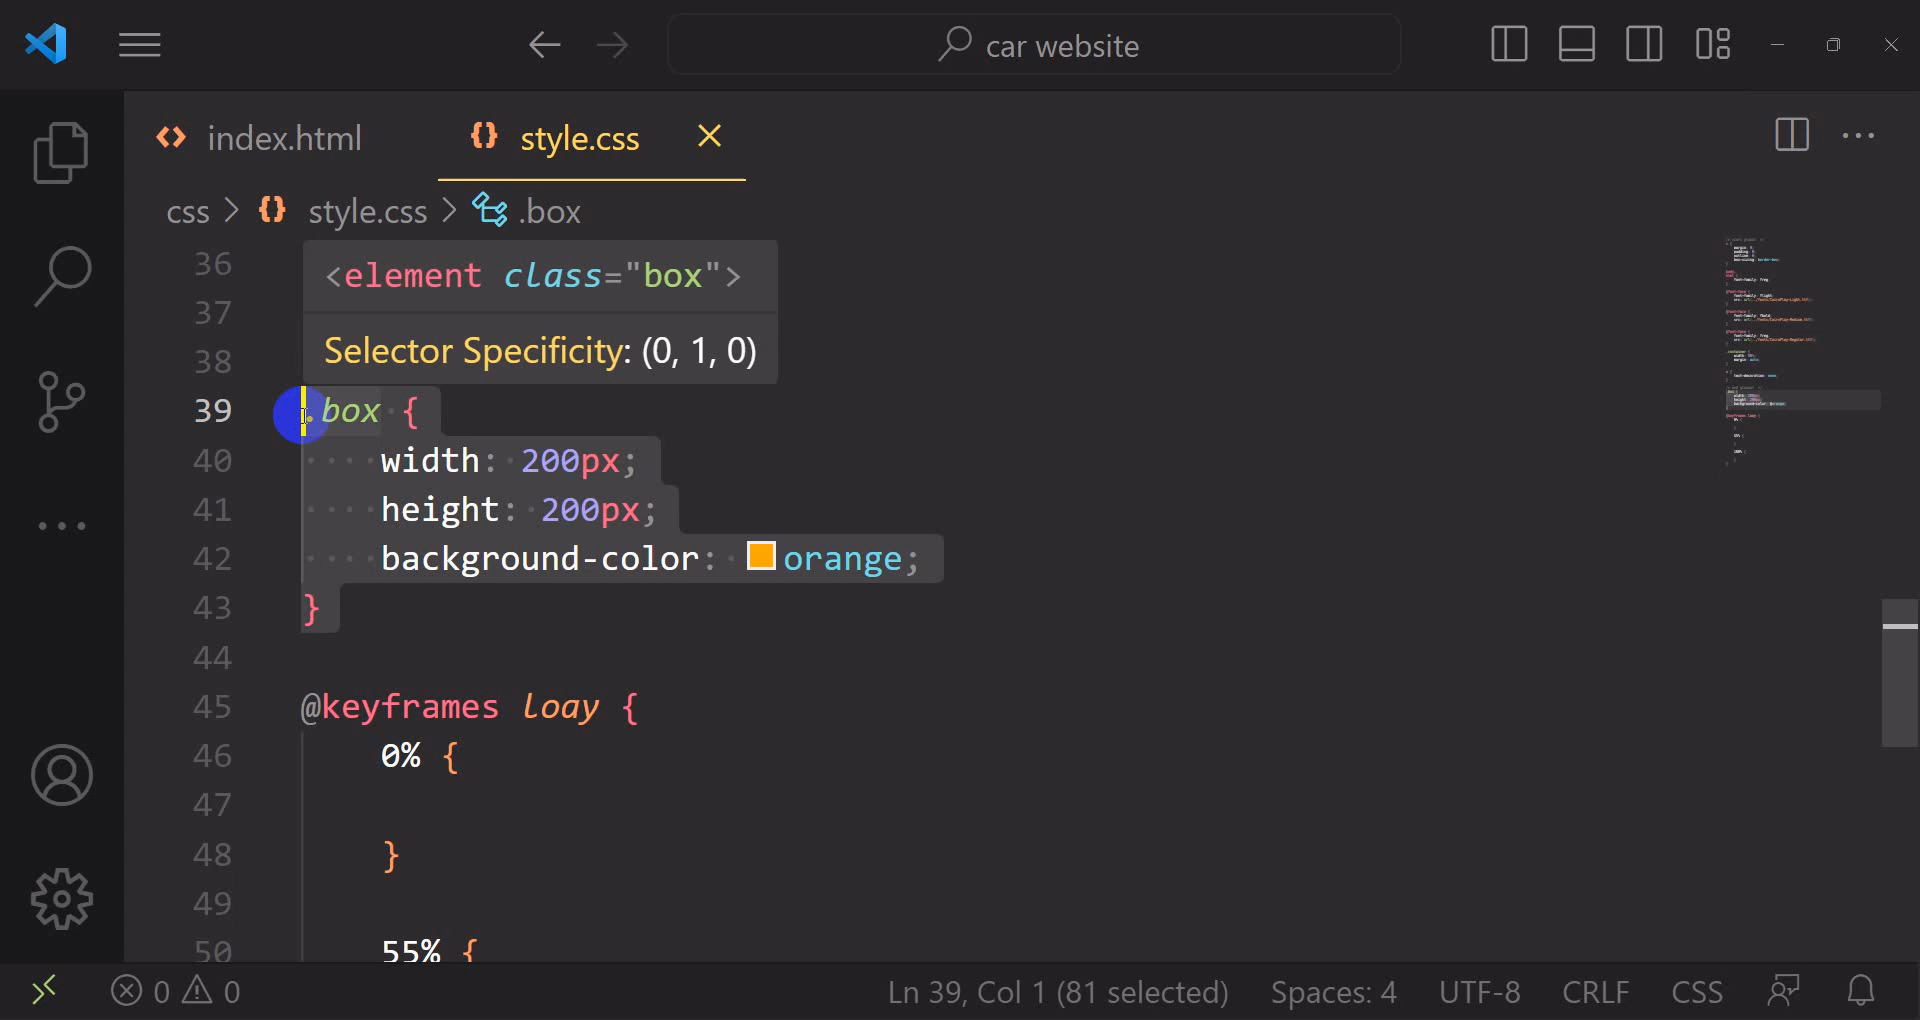 car website
index.html
style.css
css > style.css > .box
36
<element class="box">
37
38
Selector Specificity: (0, 1, 0)
39 .box {
40 width: 200px;
41 height: 200px;
42 background-color: orange;
43 }
44
45 @keyframes loay {
46 0% {
47
48 }
49
50 55% {
0 0
Ln 39, Col 1 (81 selected)
Spaces: 4
UTF-8
CRLF
CSS